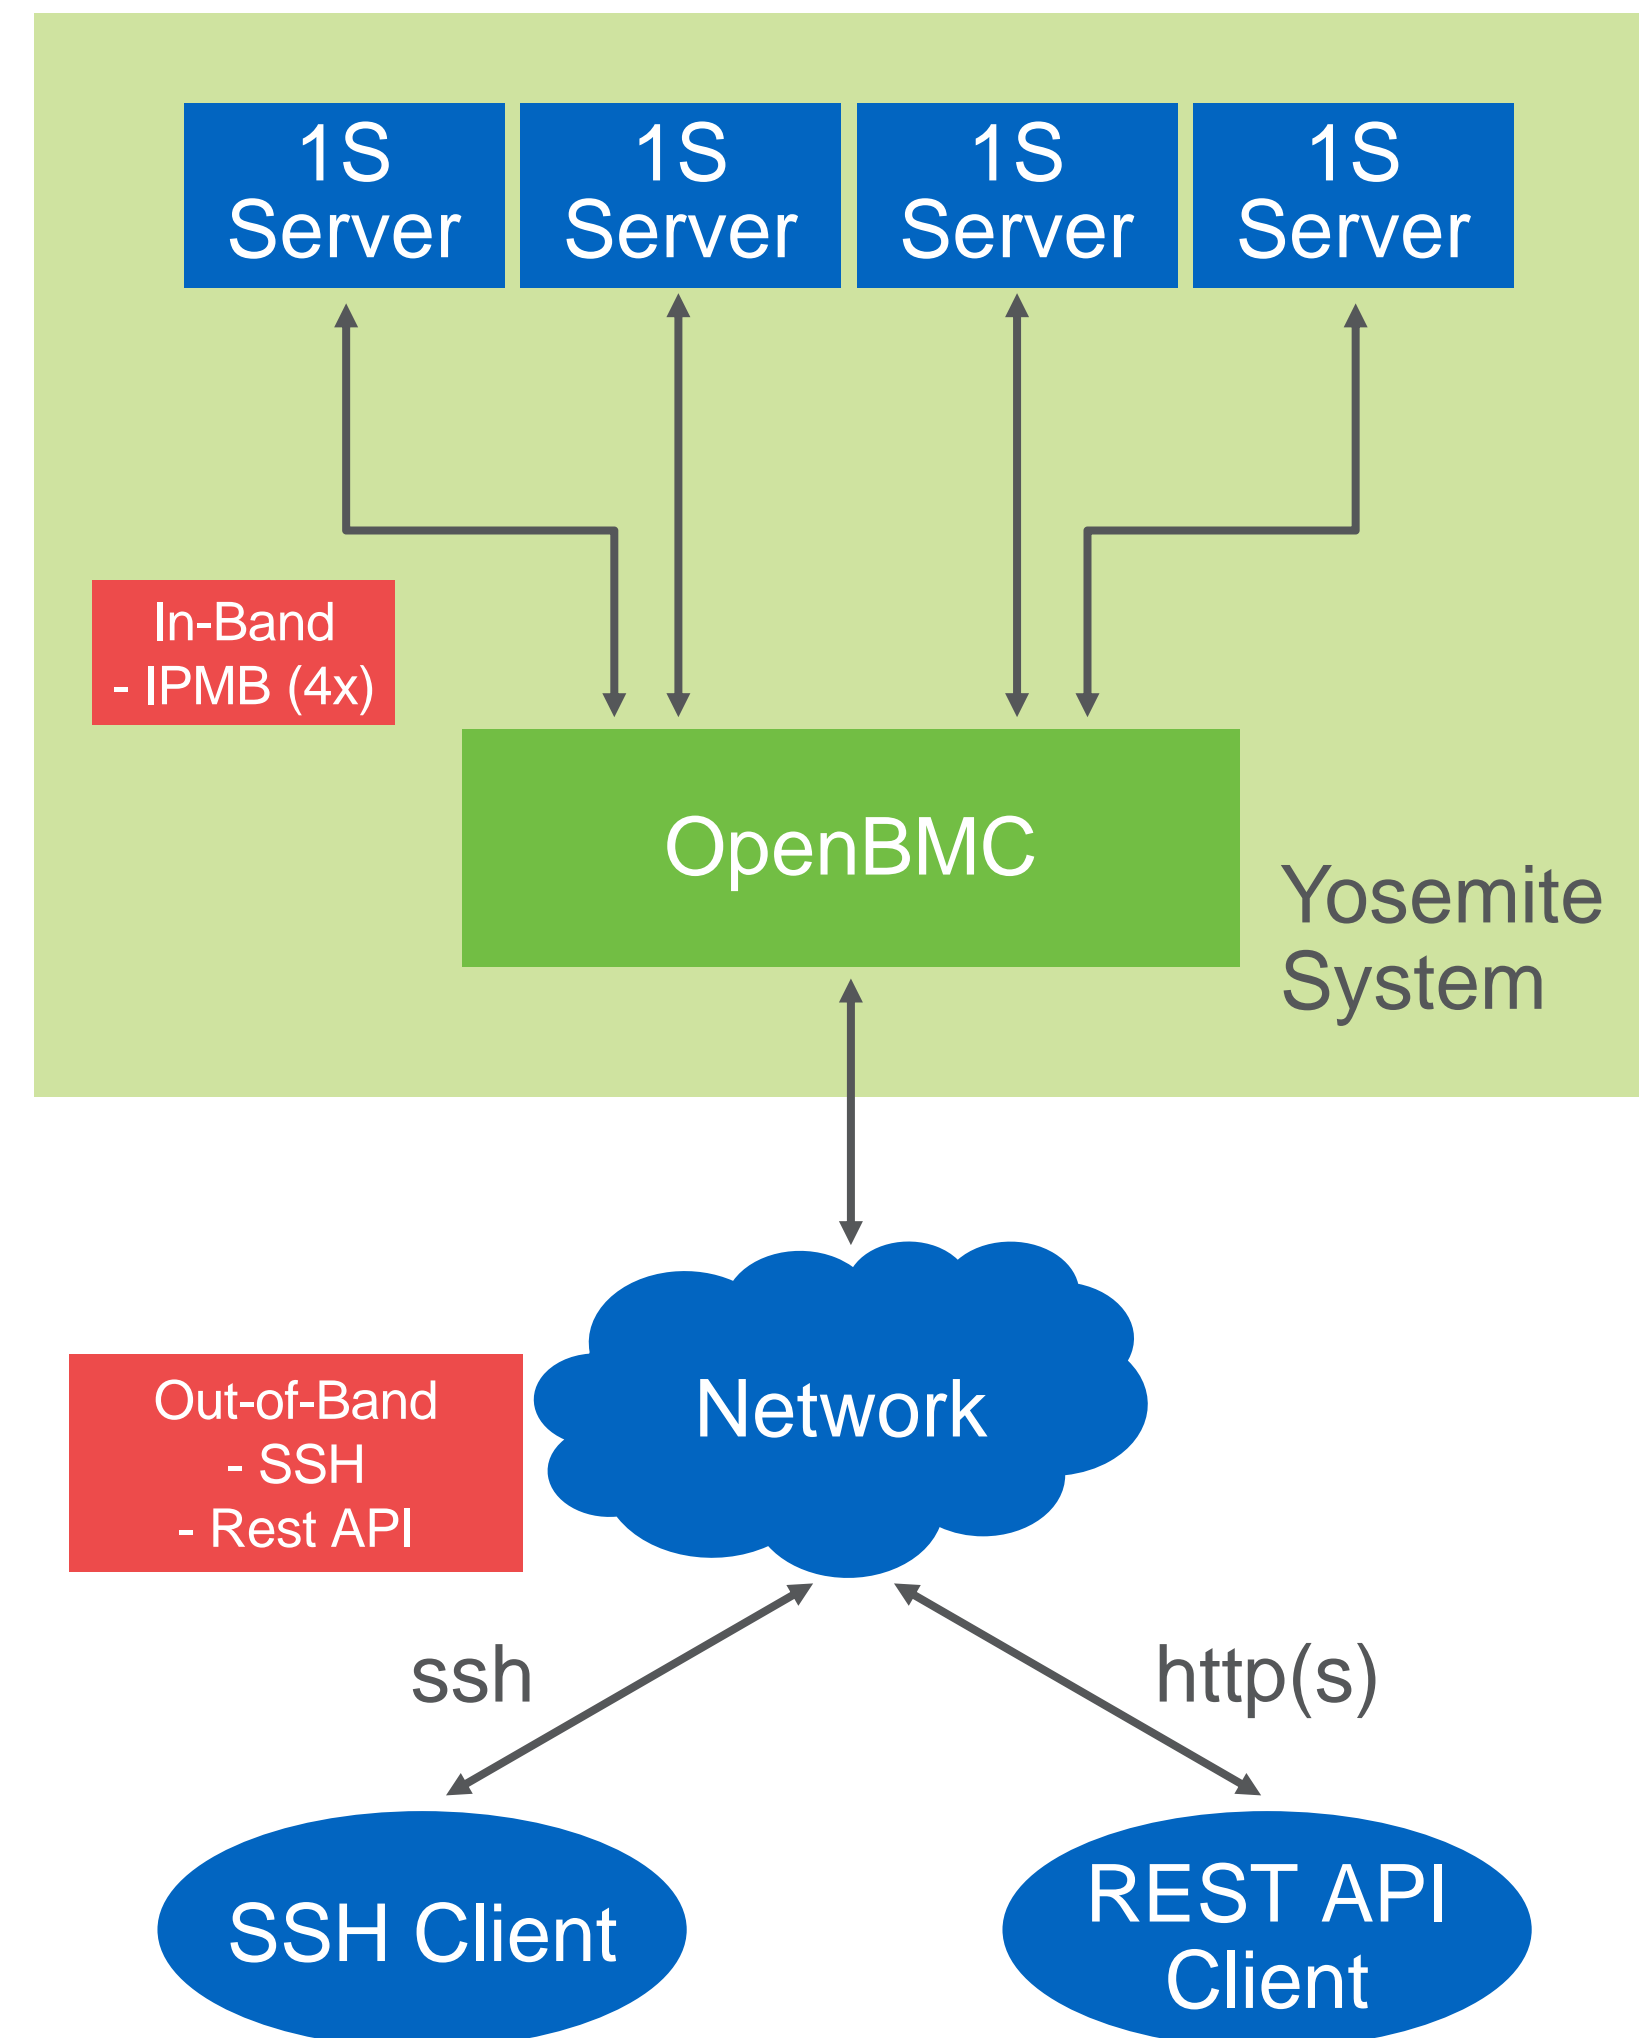 1S
Server
1S
Server
1S
Server
1S
Server
In-Band
- IPMB (4x)
OpenBMC
Yosemite
System
Network
Out-of-Band
- SSH
- Rest API
ssh
http(s)
SSH Client
REST API
Client